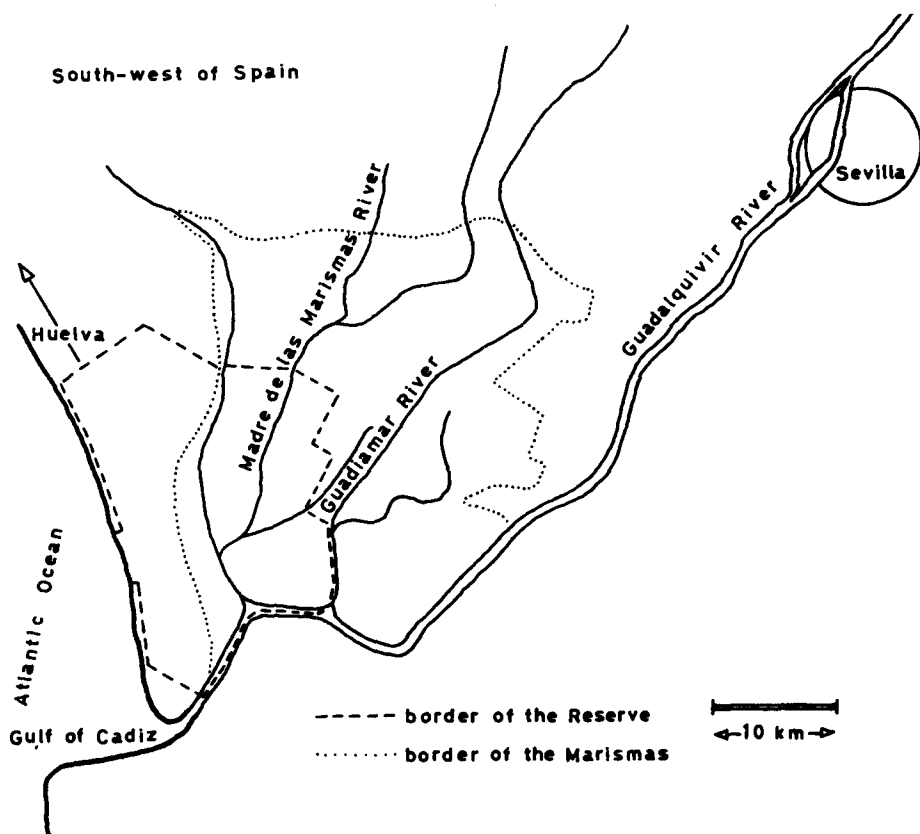 South-west of Spain
Sevilla
Madre de las Marismas River
Guadalquivir River
Huelva
Guadiamar River
Atlantic Ocean
border of the Reserve
Gulf of Cadiz
10 km
border of the Marismas